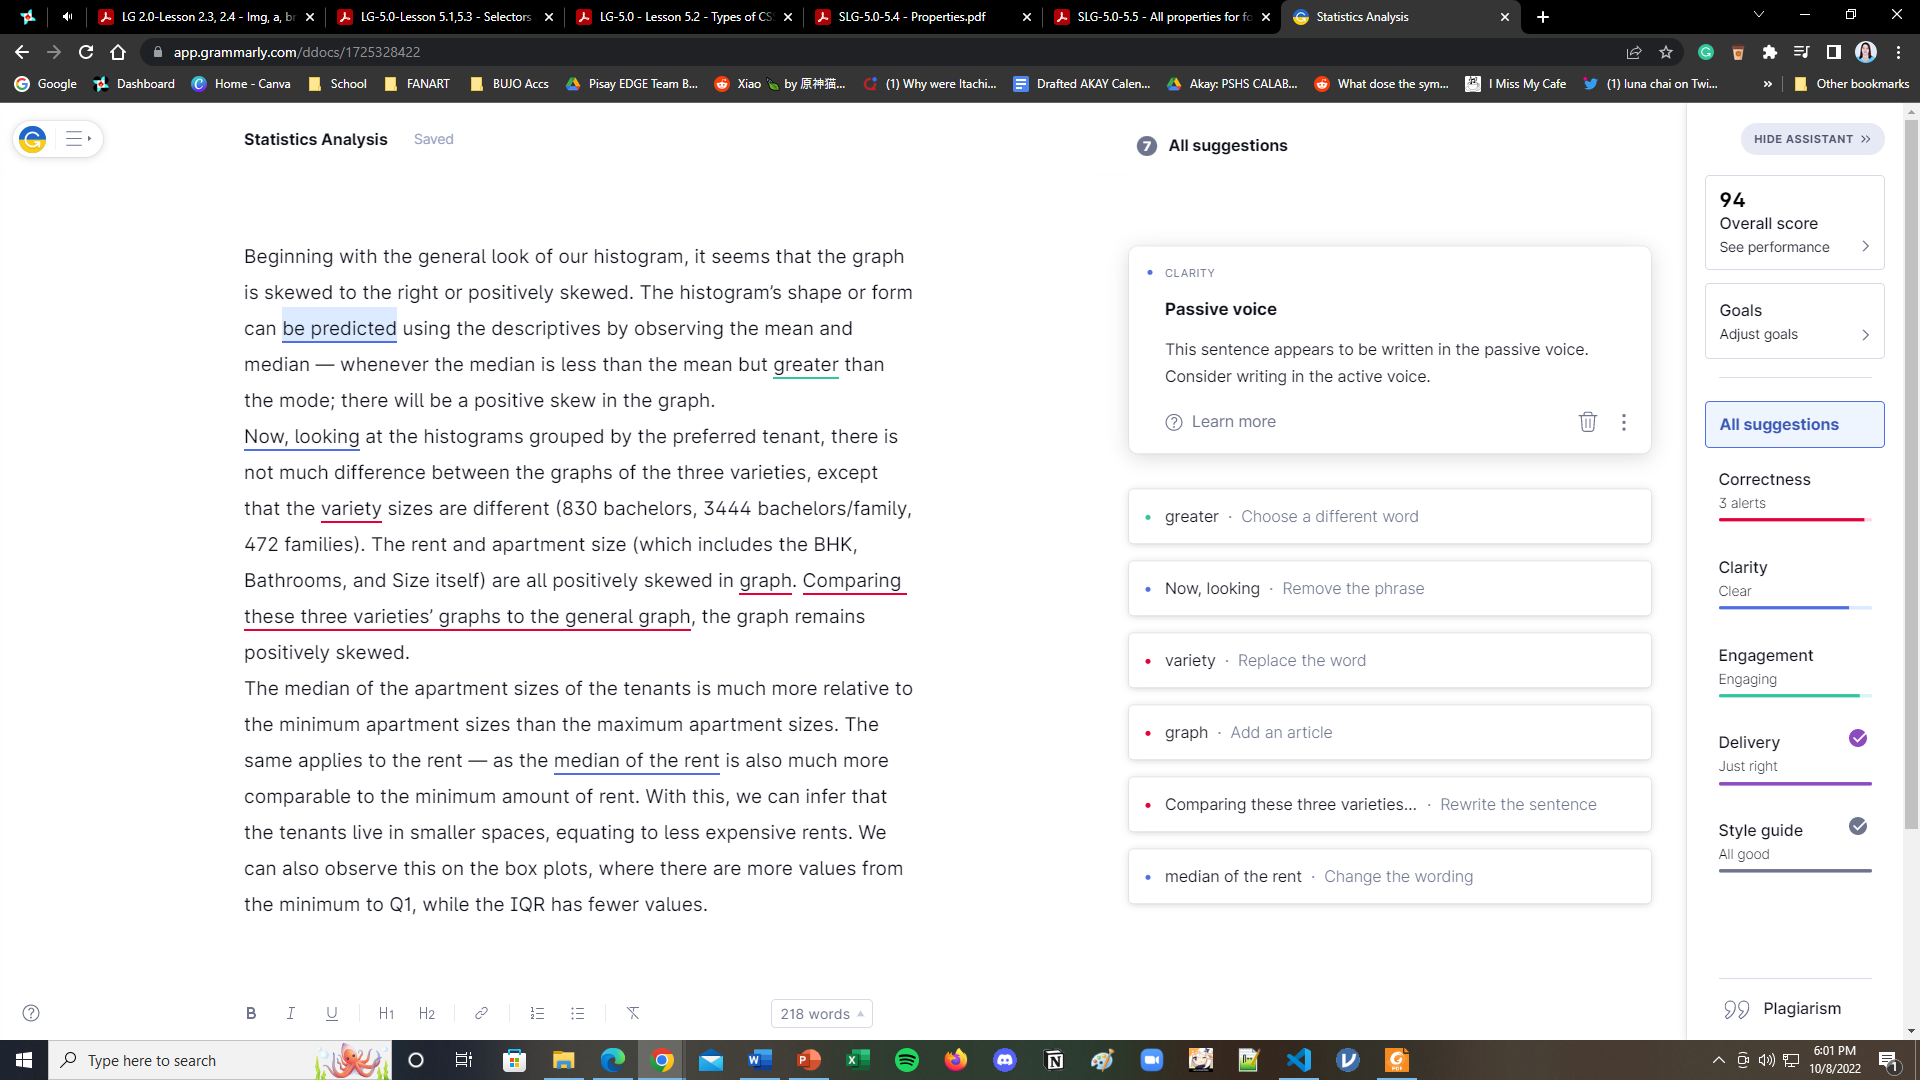 LG 2.0-Lesson 2.3, 2.4 - Img, a, br
LG-5.0-Lesson 5.1,5.3 - Selectors
LG-5.0 - Lesson 5.2 - Types of CS
SLG-5.0-5.4 - Properties.pdf
SLG-5.0-5.5 - All properties for fo
Statistics Analysis
app.grammarly.com/ddocs/1725328422
Google
Dashboard
Home - Canva
School
FANART
BUJO Accs
Pisay EDGE Team B...
Xiao 🍃 by 原神猫...
(1) Why were Itachi...
Drafted AKAY Calen...
Akay: PSHS CALAB...
What dose the sym...
I Miss My Cafe
(1) luna chai on Twi...
Other bookmarks
Statistics Analysis Saved
7 All suggestions
HIDE ASSISTANT
Beginning with the general look of our histogram, it seems that the graph
is skewed to the right or positively skewed. The histogram's shape or form
can be predicted using the descriptives by observing the mean and
median — whenever the median is less than the mean but greater than
the mode; there will be a positive skew in the graph.
Now, looking at the histograms grouped by the preferred tenant, there is
not much difference between the graphs of the three varieties, except
that the variety sizes are different (830 bachelors, 3444 bachelors/family,
472 families). The rent and apartment size (which includes the BHK,
Bathrooms, and Size itself) are all positively skewed in graph. Comparing
these three varieties' graphs to the general graph, the graph remains
positively skewed.
The median of the apartment sizes of the tenants is much more relative to
the minimum apartment sizes than the maximum apartment sizes. The
same applies to the rent — as the median of the rent is also much more
comparable to the minimum amount of rent. With this, we can infer that
the tenants live in smaller spaces, equating to less expensive rents. We
can also observe this on the box plots, where there are more values from
the minimum to Q1, while the IQR has fewer values.
B I U H1 H2
218 words
CLARITY
Passive voice
This sentence appears to be written in the passive voice.
Consider writing in the active voice.
Learn more
greater · Choose a different word
Now, looking · Remove the phrase
variety · Replace the word
graph · Add an article
Comparing these three varieties... · Rewrite the sentence
median of the rent · Change the wording
94
Overall score
See performance
Goals
Adjust goals
All suggestions
Correctness
3 alerts
Clarity
Clear
Engagement
Engaging
Delivery
Just right
Style guide
All good
Plagiarism
Type here to search
6:01 PM
10/8/2022
1